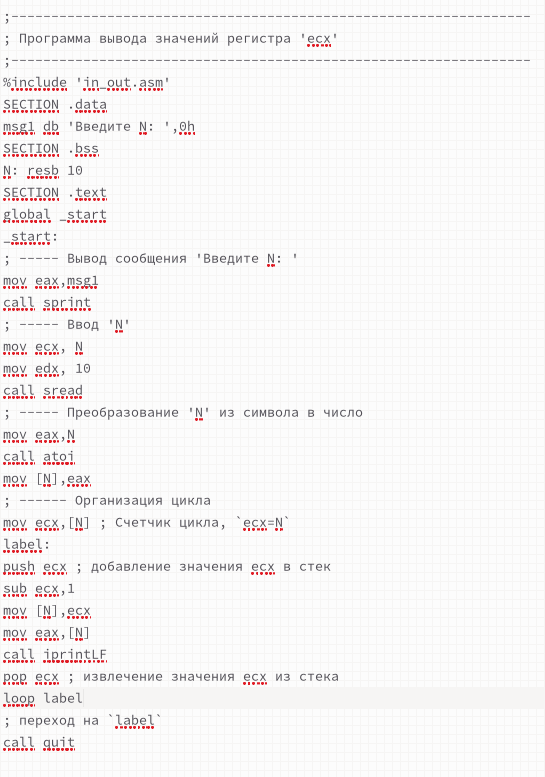 ;-----------------------------------------------------------------
; Программа вывода значений регистра 'ecx'
;-----------------------------------------------------------------
%include 'in_out.asm'
SECTION .data
msg1 db 'Введите N: ',0h
SECTION .bss
N: resb 10
SECTION .text
global _start
_start:
; ----- Вывод сообщения 'Введите N: '
mov eax,msg1
call sprint
; ----- Ввод 'N'
mov ecx, N
mov edx, 10
call sread
; ----- Преобразование 'N' из символа в число
mov eax,N
call atoi
mov [N],eax
; ------ Организация цикла
mov ecx,[N] ; Счетчик цикла, `ecx=N`
label:
push ecx ; добавление значения ecx в стек
sub ecx,1
mov [N],ecx
mov eax,[N]
call iprintLF
pop ecx ; извлечение значения ecx из стека
loop label
; переход на `label`
call quit